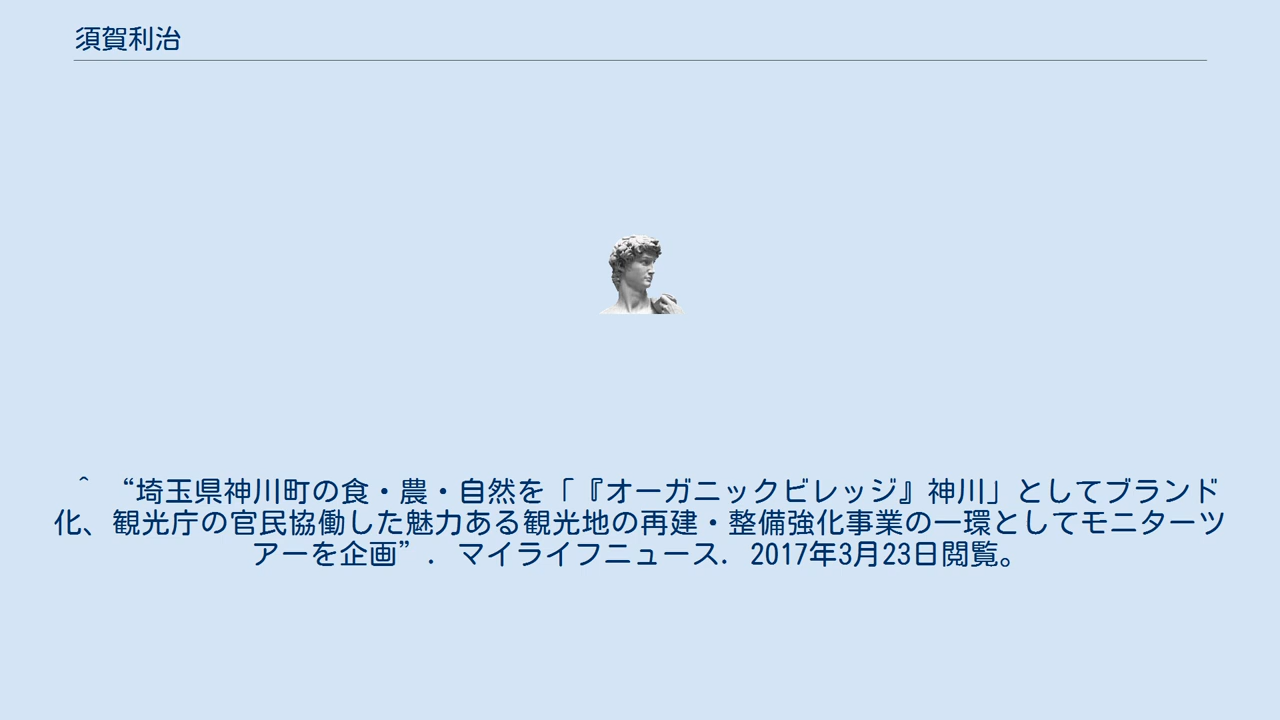 須賀利治
^ “埼玉県神川町の食・農・自然を「『オーガニックビレッジ』神川」としてブランド
化、観光庁の官民協働した魅力ある観光地の再建・整備強化事業の一環としてモニターツ
アーを企画”. マイライフニュース. 2017年3月23日閲覧。